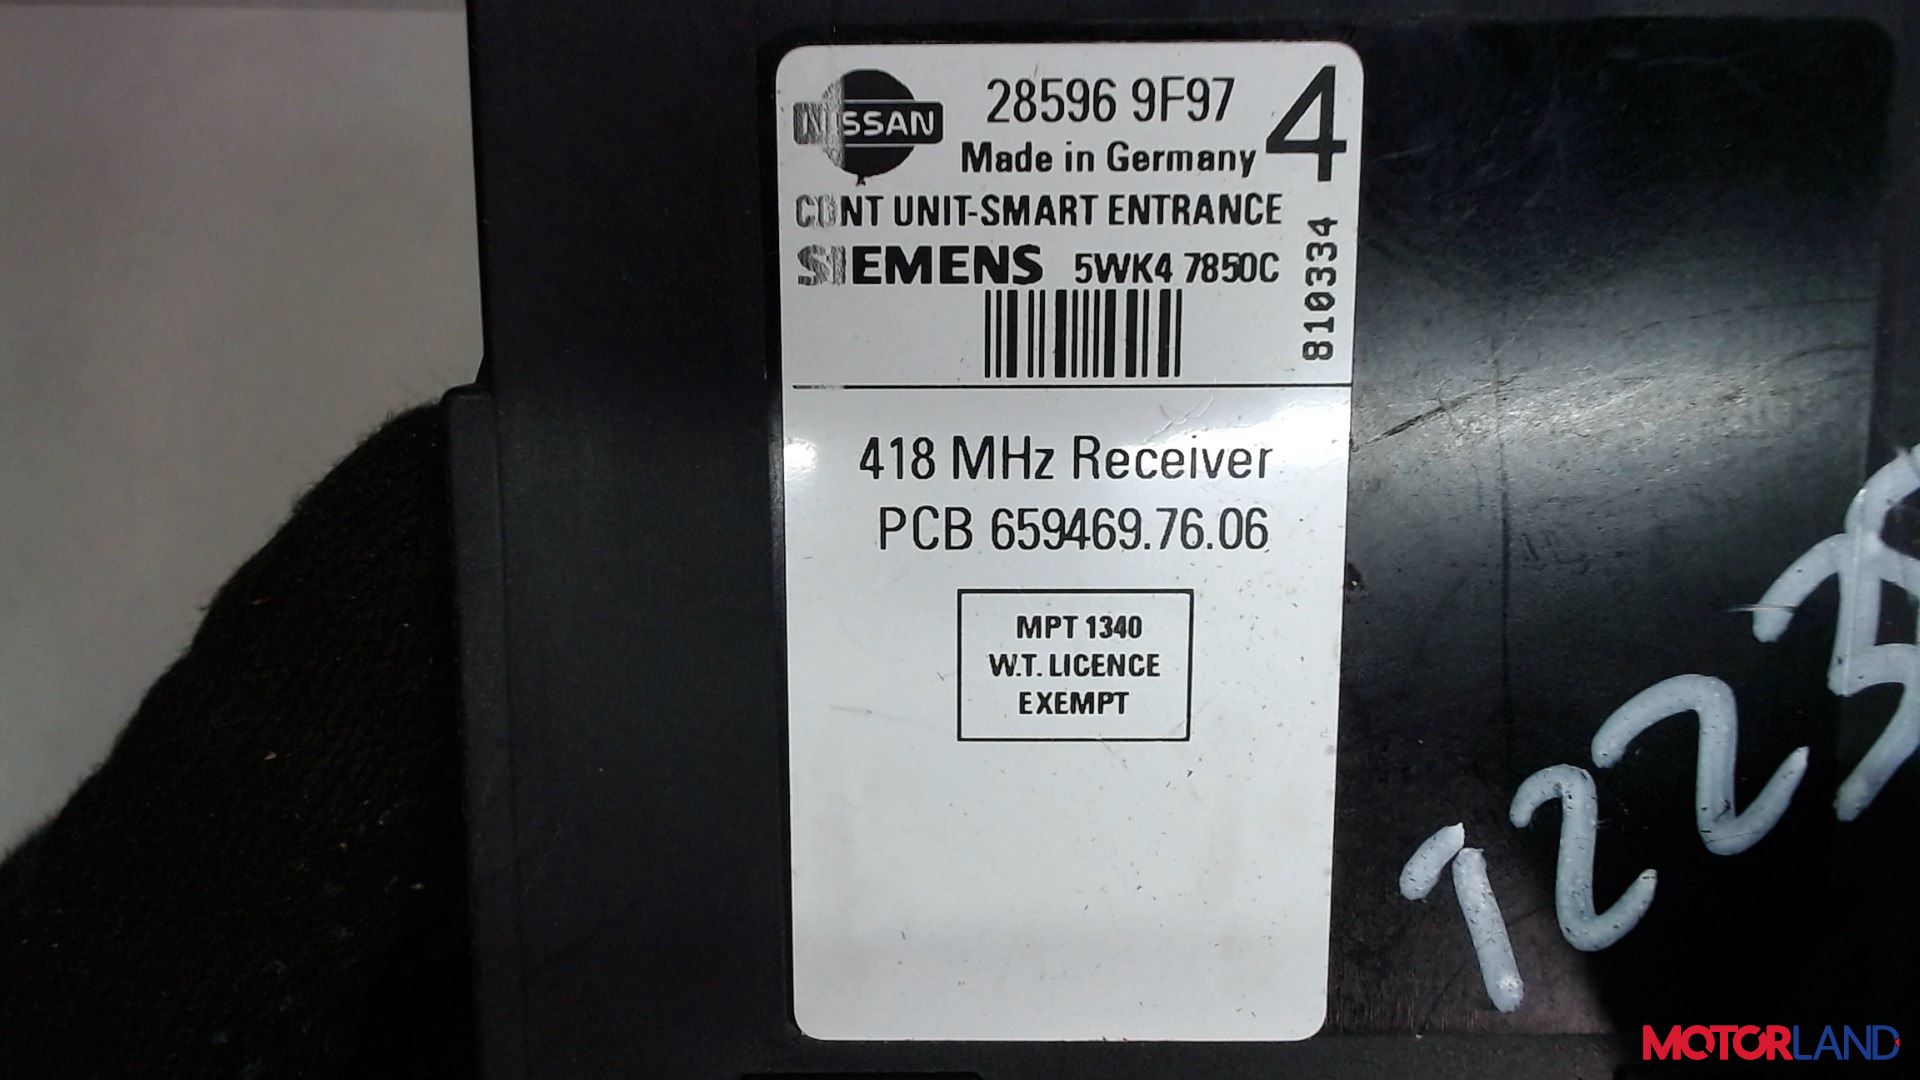 NISSAN
28596 9F97
4
Made in Germany
CONT UNIT-SMART ENTRANCE
SIEMENS 5WK4 7850C
810334
418 MHz Receiver
PCB 659469.76.06
MPT 1340
W.T. LICENCE
EXEMPT
MOTORLAND